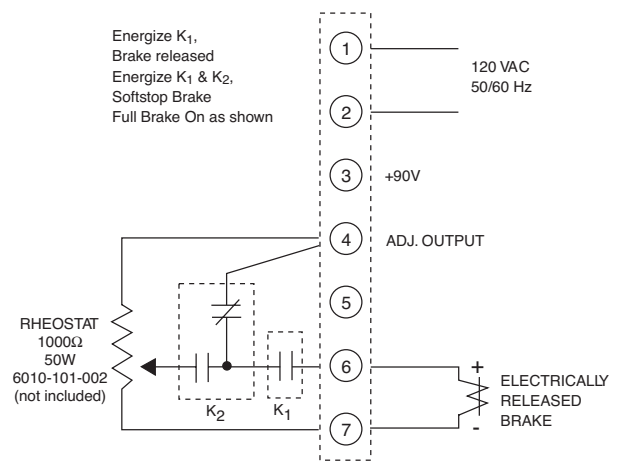 Energize K₁,
Brake released
Energize K₁ & K₂,
Softstop Brake
Full Brake On as shown
1
2
3
4
5
6
7
120 VAC
50/60 Hz
+90V
ADJ. OUTPUT
RHEOSTAT
1000Ω
50W
6010-101-002
(not included)
K₂
K₁
+
ELECTRICALLY
RELEASED
BRAKE
-